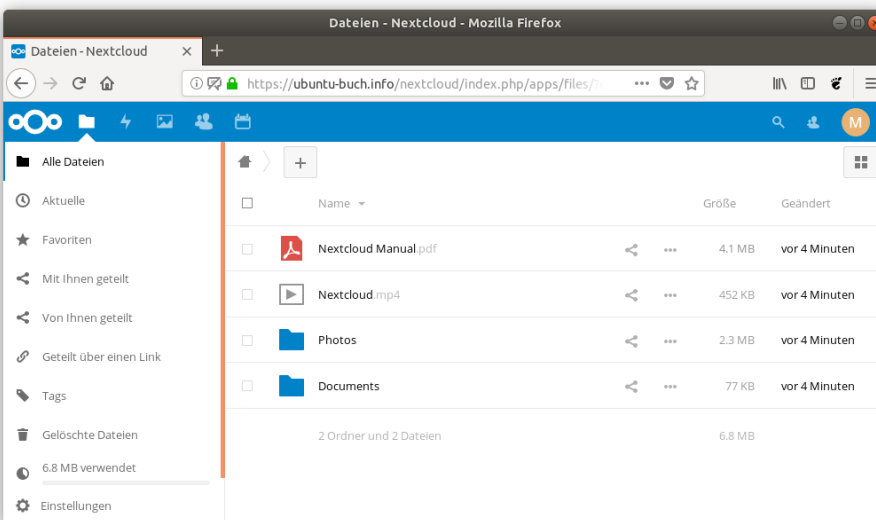 Dateien - Nextcloud - Mozilla Firefox
Dateien - Nextcloud
https://ubuntu-buch.info/nextcloud/index.php/apps/files/?
M
Alle Dateien
Aktuelle
Favoriten
Mit Ihnen geteilt
Von Ihnen geteilt
Geteilt über einen Link
Tags
Gelöschte Dateien
6.8 MB verwendet
Einstellungen
Name Größe Geändert
Nextcloud Manual.pdf 4.1 MB vor 4 Minuten
Nextcloud.mp4 452 KB vor 4 Minuten
Photos 2.3 MB vor 4 Minuten
Documents 77 KB vor 4 Minuten
2 Ordner und 2 Dateien 6.8 MB